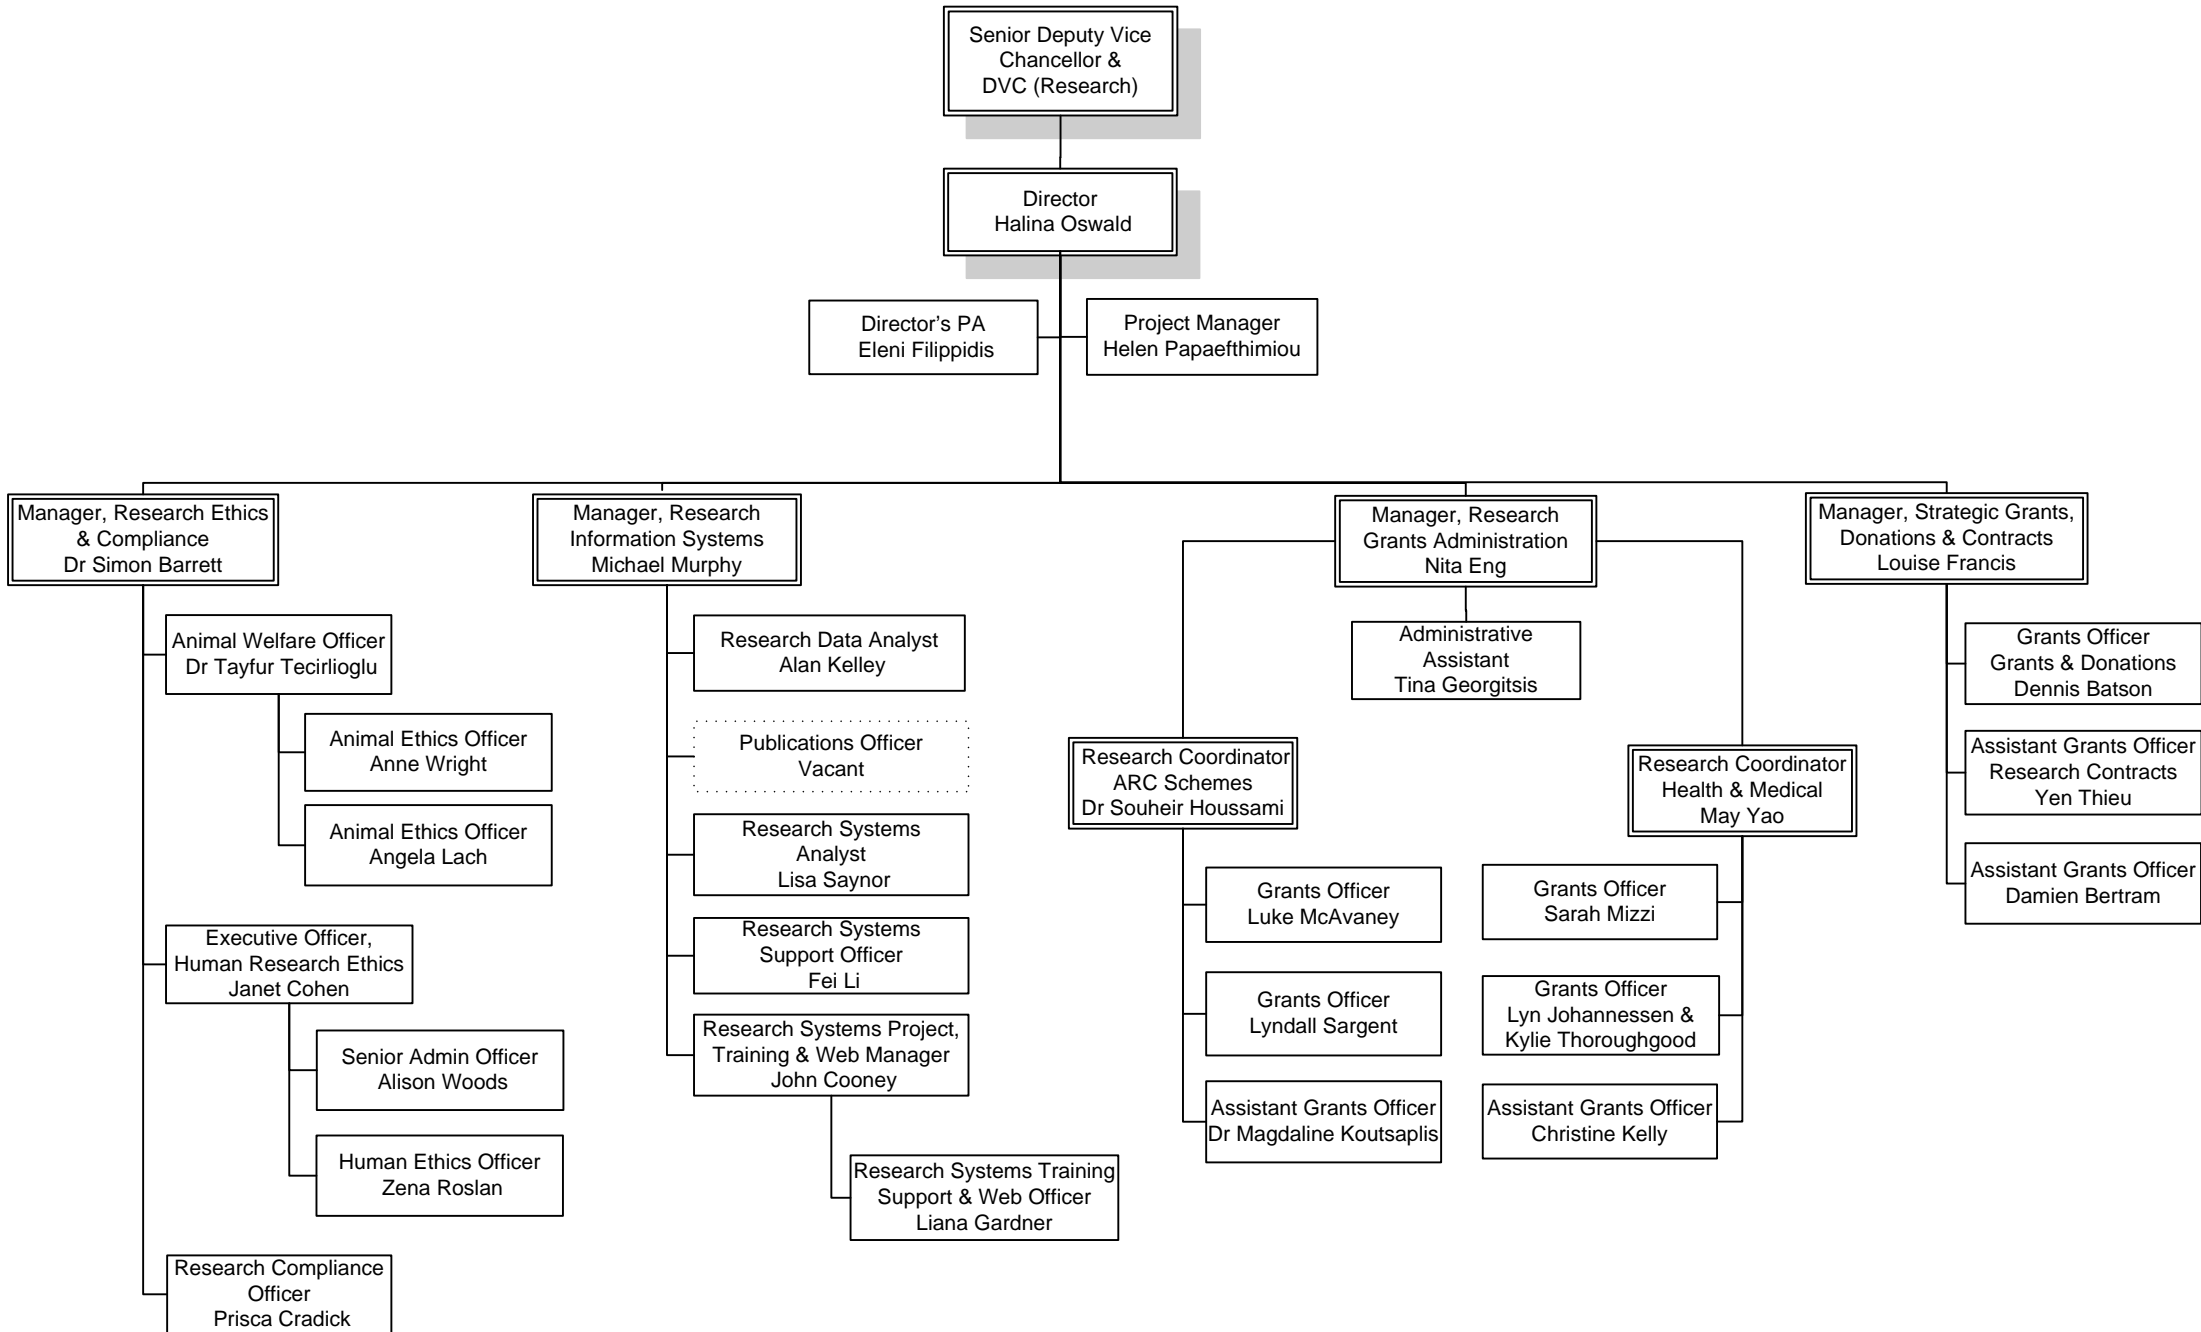 Senior Deputy Vice
Chancellor &
DVC (Research)
Director
Halina Oswald
Director’s PA
Eleni Filippidis
Project Manager
Helen Papaefthimiou
Manager, Research Ethics
& Compliance
Dr Simon Barrett
Animal Welfare Officer
Dr Tayfur Tecirlioglu
Animal Ethics Officer
Anne Wright
Animal Ethics Officer
Angela Lach
Executive Officer,
Human Research Ethics
Janet Cohen
Senior Admin Officer
Alison Woods
Human Ethics Officer
Zena Roslan
Research Compliance
Officer
Prisca Cradick
Manager, Research
Information Systems
Michael Murphy
Research Data Analyst
Alan Kelley
Publications Officer
Vacant
Research Systems
Analyst
Lisa Saynor
Research Systems
Support Officer
Fei Li
Research Systems Project,
Training & Web Manager
John Cooney
Research Systems Training
Support & Web Officer
Liana Gardner
Manager, Research
Grants Administration
Nita Eng
Administrative
Assistant
Tina Georgitsis
Research Coordinator
ARC Schemes
Dr Souheir Houssami
Grants Officer
Luke McAvaney
Grants Officer
Lyndall Sargent
Assistant Grants Officer
Dr Magdaline Koutsaplis
Research Coordinator
Health & Medical
May Yao
Grants Officer
Sarah Mizzi
Grants Officer
Lyn Johannessen &
Kylie Thoroughgood
Assistant Grants Officer
Christine Kelly
Manager, Strategic Grants,
Donations & Contracts
Louise Francis
Grants Officer
Grants & Donations
Dennis Batson
Assistant Grants Officer
Research Contracts
Yen Thieu
Assistant Grants Officer
Damien Bertram